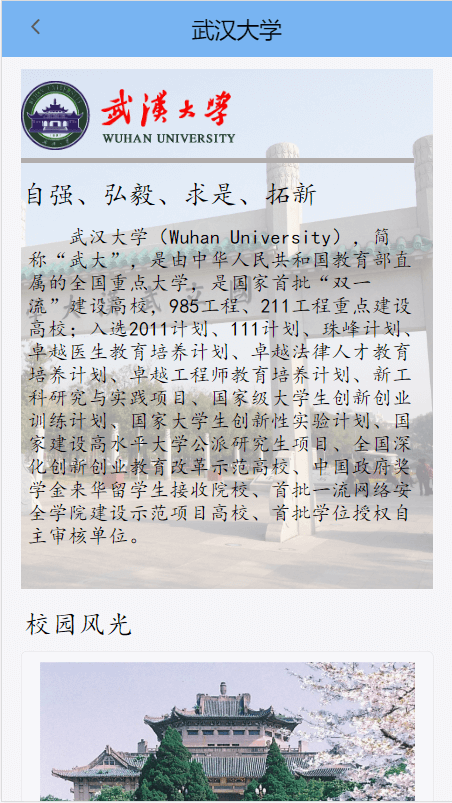 武汉大学
武漢大學
WUHAN UNIVERSITY
自强、弘毅、求是、拓新
武汉大学（Wuhan University），简
称“武大”，是由中华人民共和国教育部直
属的全国重点大学，是国家首批“双一
流”建设高校，985工程、211工程重点建设
高校；入选2011计划、111计划、珠峰计划、
卓越医生教育培养计划、卓越法律人才教育
培养计划、卓越工程师教育培养计划、新工
科研究与实践项目、国家级大学生创新创业
训练计划、国家大学生创新性实验计划、国
家建设高水平大学公派研究生项目、全国深
化创新创业教育改革示范高校、中国政府奖
学金来华留学生接收院校、首批一流网络安
全学院建设示范项目高校、首批学位授权自
主审核单位。
校园风光